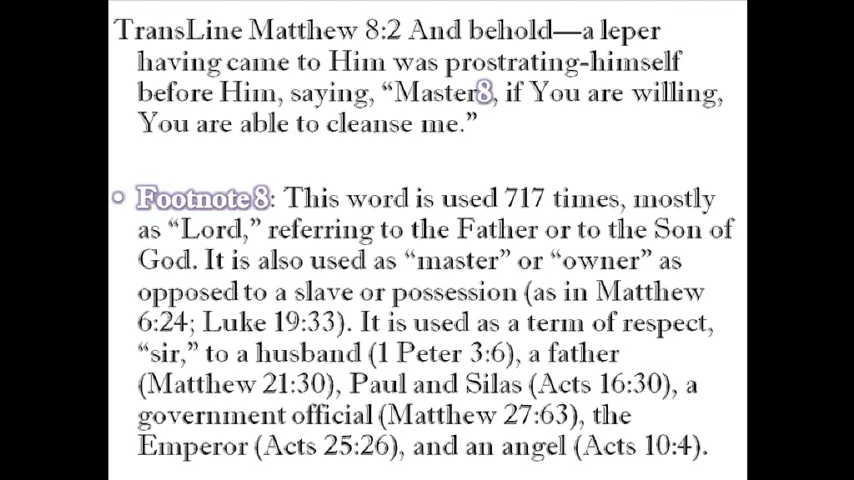 TransLine Matthew 8:2 And behold—a leper
having came to Him was prostrating-himself
before Him, saying, “Master8, if You are willing,
You are able to cleanse me.”
Footnote8: This word is used 717 times, mostly
as “Lord,” referring to the Father or to the Son of
God. It is also used as “master” or “owner” as
opposed to a slave or possession (as in Matthew
6:24; Luke 19:33). It is used as a term of respect,
“sir,” to a husband (1 Peter 3:6), a father
(Matthew 21:30), Paul and Silas (Acts 16:30), a
government official (Matthew 27:63), the
Emperor (Acts 25:26), and an angel (Acts 10:4).